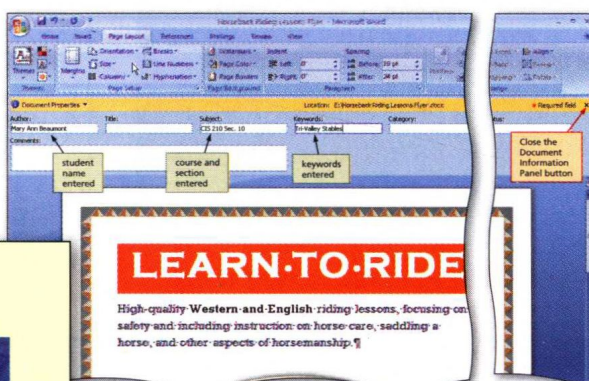 Horseback Riding Lessons Flyer - Microsoft Word
Home Insert Page Layout References Mailings Review View
Themes Margins Orientation Breaks Watermark Indent Spacing
Size Line Numbers Page Color Left: 0" Before: 20 pt
Columns Hyphenation Page Borders Right: 0" After: 24 pt
Themes Page Setup Page Background Paragraph
Document Properties Location: E:\Horseback Riding Lessons Flyer.docx * Required field
Author: Title: Subject: Keywords: Category:
Mary Ann Beaumont CIS 210 Sec. 10 Tri-Valley Stables
Comments:
student name entered
course and section entered
keywords entered
Close the Document Information Panel button
LEARN·TO·RIDE
High-quality·Western·and·English·riding·lessons,·focusing·on
safety·and·including·instruction·on·horse·care,·saddling·a·
horse,·and·other·aspects·of·horsemanship.¶